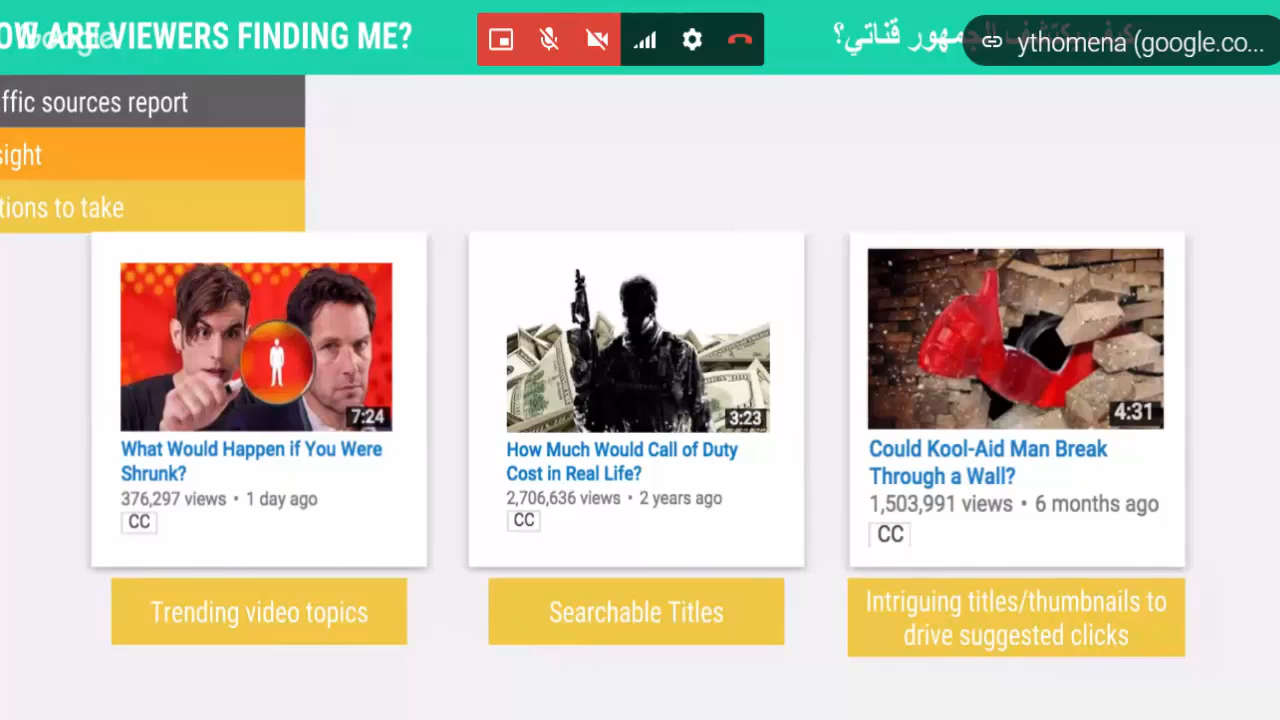 OW ARE VIEWERS FINDING ME?
Google
قناتي؟
ythomena (google.co...
ffic sources report
sight
tions to take
7:24
What Would Happen if You Were
Shrunk?
376,297 views • 1 day ago
CC
Trending video topics
3:23
How Much Would Call of Duty
Cost in Real Life?
2,706,636 views • 2 years ago
CC
Searchable Titles
4:31
Could Kool-Aid Man Break
Through a Wall?
1,503,991 views • 6 months ago
CC
Intriguing titles/thumbnails to
drive suggested clicks